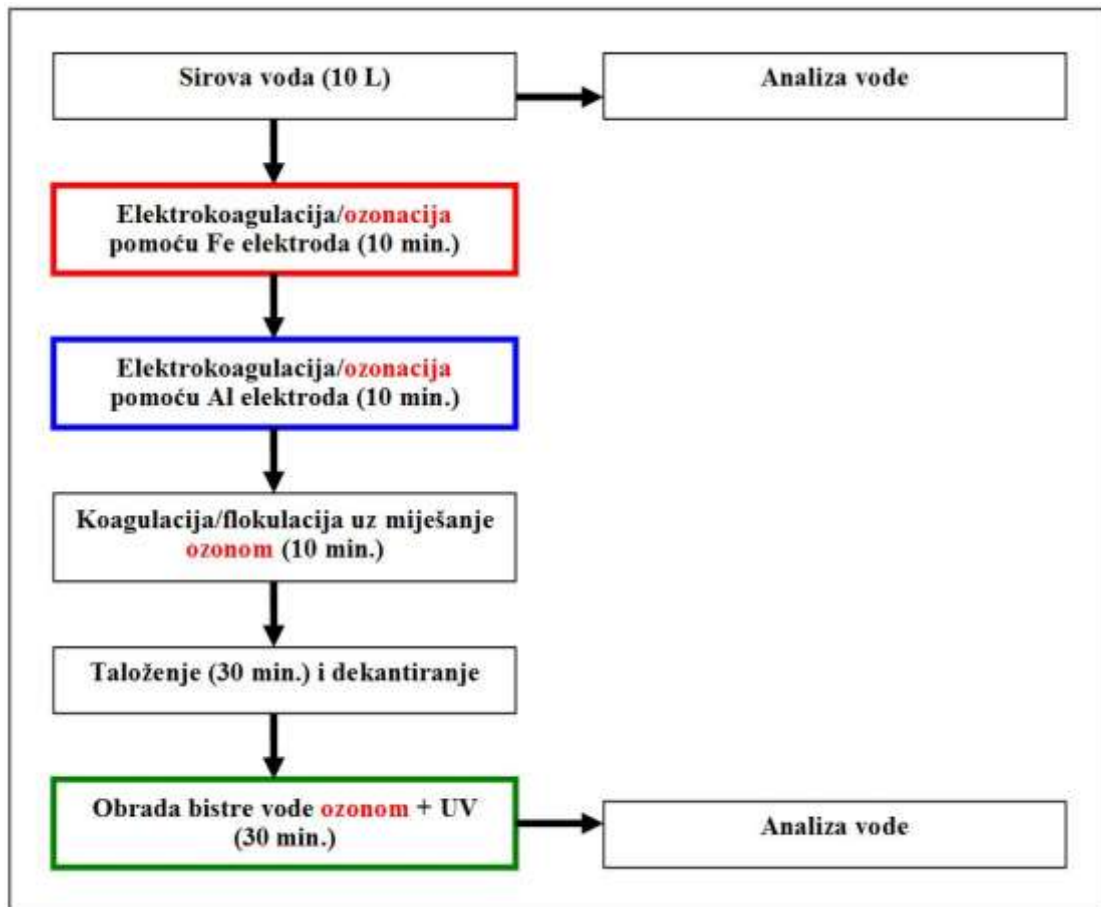 Sirova voda (10 L)
Analiza vode
Elektrokoagulacija/ozonacija
pomoću Fe elektroda (10 min.)
Elektrokoagulacija/ozonacija
pomoću Al elektroda (10 min.)
Koagulacija/flokulacija uz miješanje
ozonom (10 min.)
Taloženje (30 min.) i dekantiranje
Obrada bistre vode ozonom + UV
(30 min.)
Analiza vode